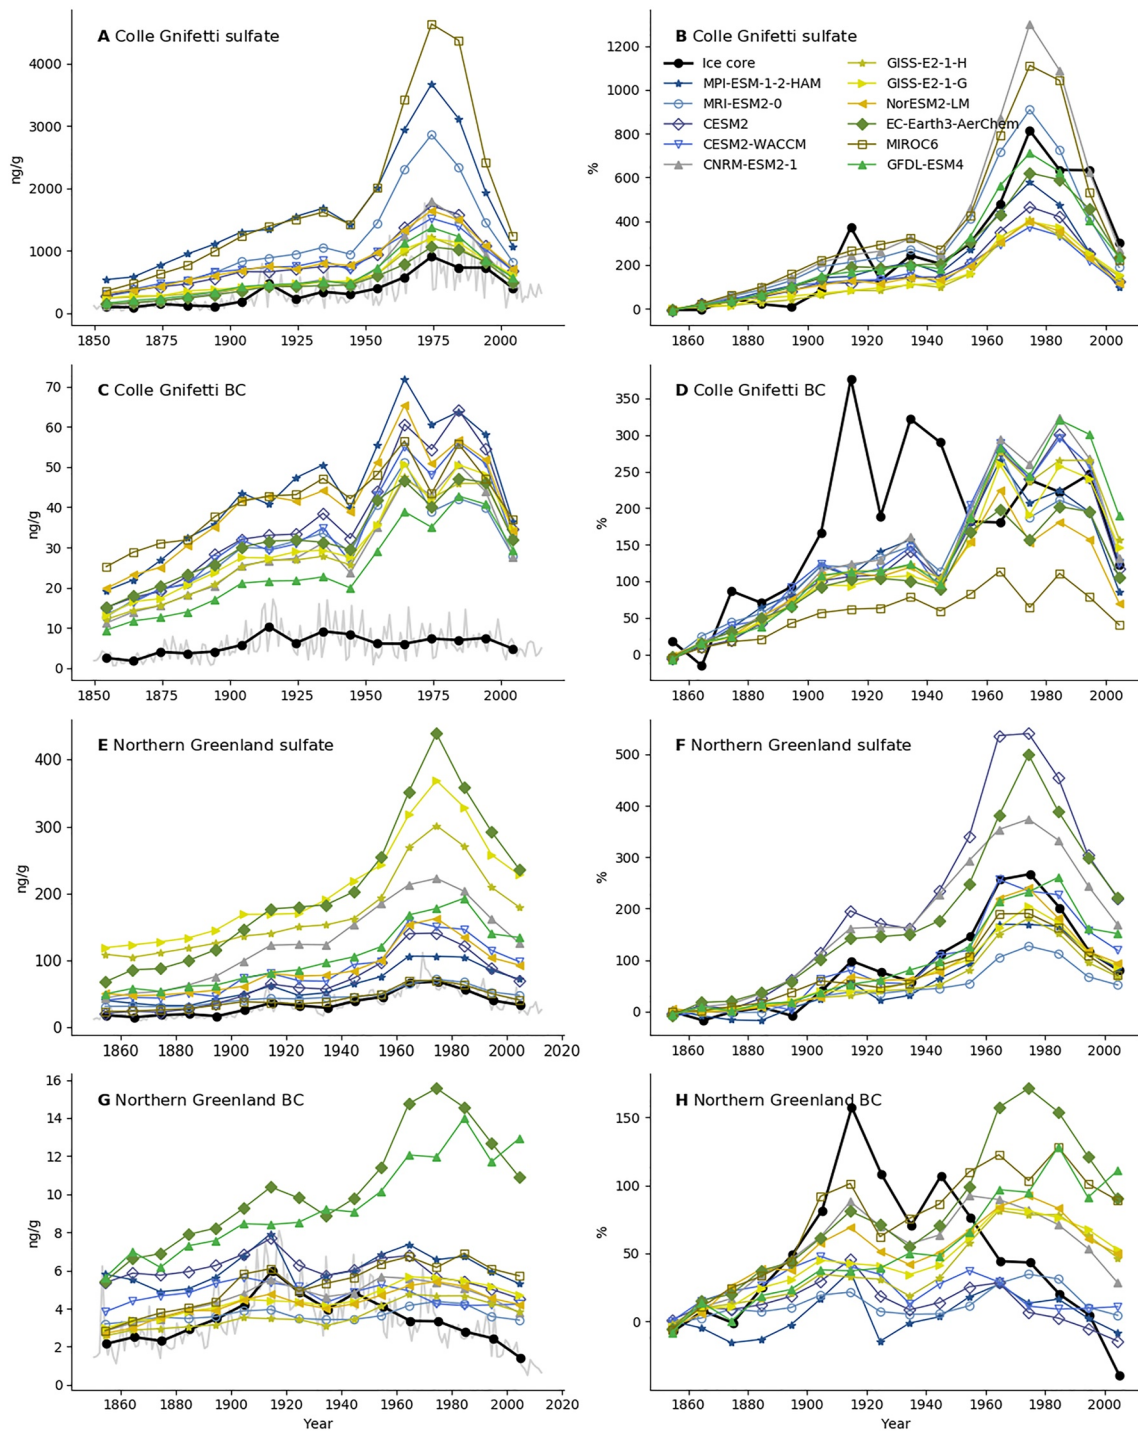 A Colle Gnifetti sulfate
ng/g
4000
3000
2000
1000
0
1850 1875 1900 1925 1950 1975 2000
B Colle Gnifetti sulfate
Ice core
MPI-ESM-1-2-HAM
MRI-ESM2-0
CESM2
CESM2-WACCM
CNRM-ESM2-1
GISS-E2-1-H
GISS-E2-1-G
NorESM2-LM
EC-Earth3-AerChem
MIROC6
GFDL-ESM4
%
1200
1000
800
600
400
200
0
1860 1880 1900 1920 1940 1960 1980 2000
C Colle Gnifetti BC
ng/g
70
60
50
40
30
20
10
0
1850 1875 1900 1925 1950 1975 2000
D Colle Gnifetti BC
%
350
300
250
200
150
100
50
0
1860 1880 1900 1920 1940 1960 1980 2000
E Northern Greenland sulfate
ng/g
400
300
200
100
0
1860 1880 1900 1920 1940 1960 1980 2000 2020
F Northern Greenland sulfate
%
500
400
300
200
100
0
1860 1880 1900 1920 1940 1960 1980 2000
G Northern Greenland BC
ng/g
16
14
12
10
8
6
4
2
0
1860 1880 1900 1920 1940 1960 1980 2000 2020
Year
H Northern Greenland BC
%
150
100
50
0
1860 1880 1900 1920 1940 1960 1980 2000
Year